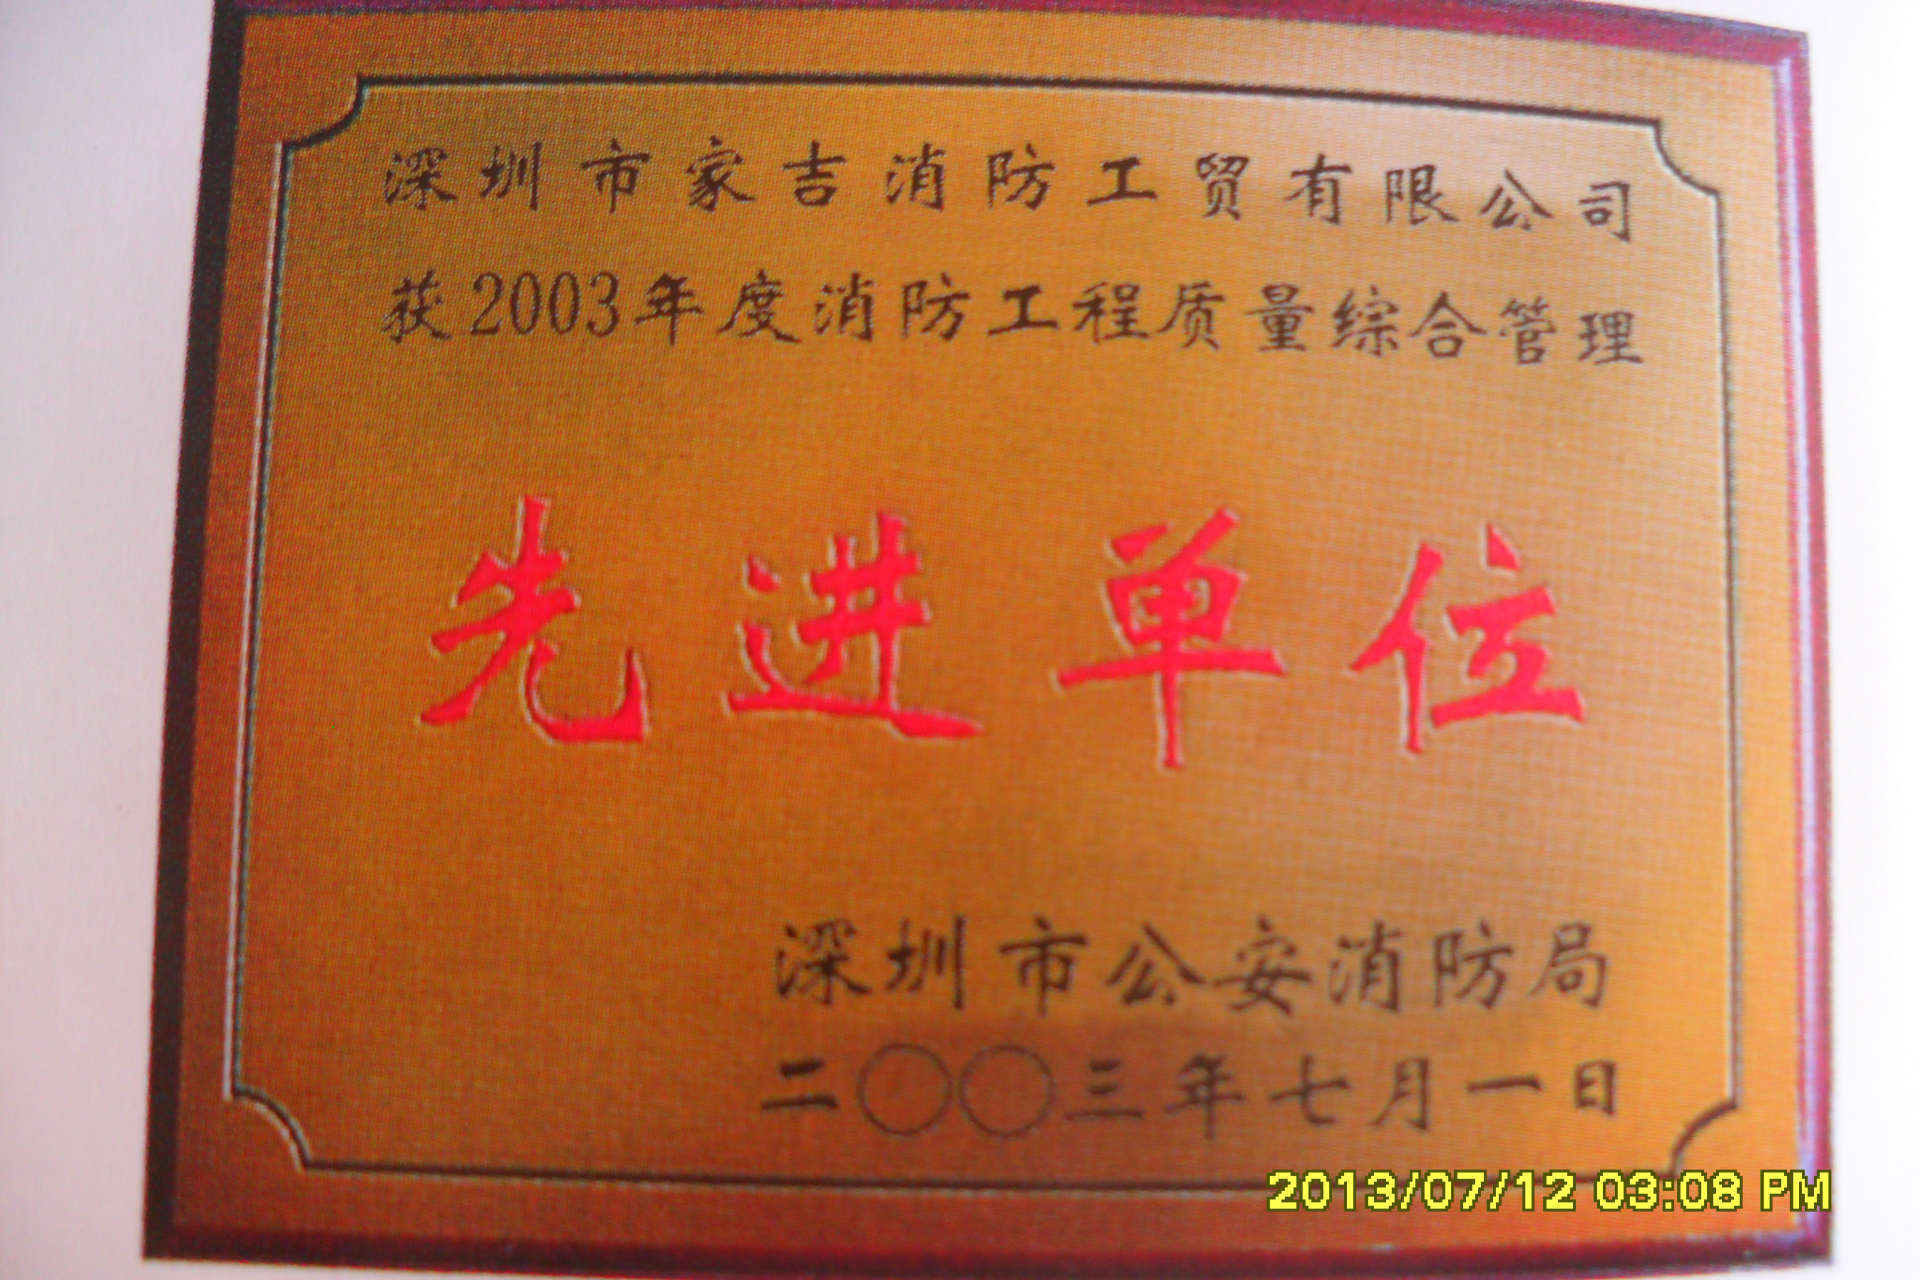 深圳市家吉消防工贸有限公司
获2003年度消防工程质量综合管理
先进单位
深圳市公安消防局
二〇〇三年七月一日
2013/07/12 03:08 PM